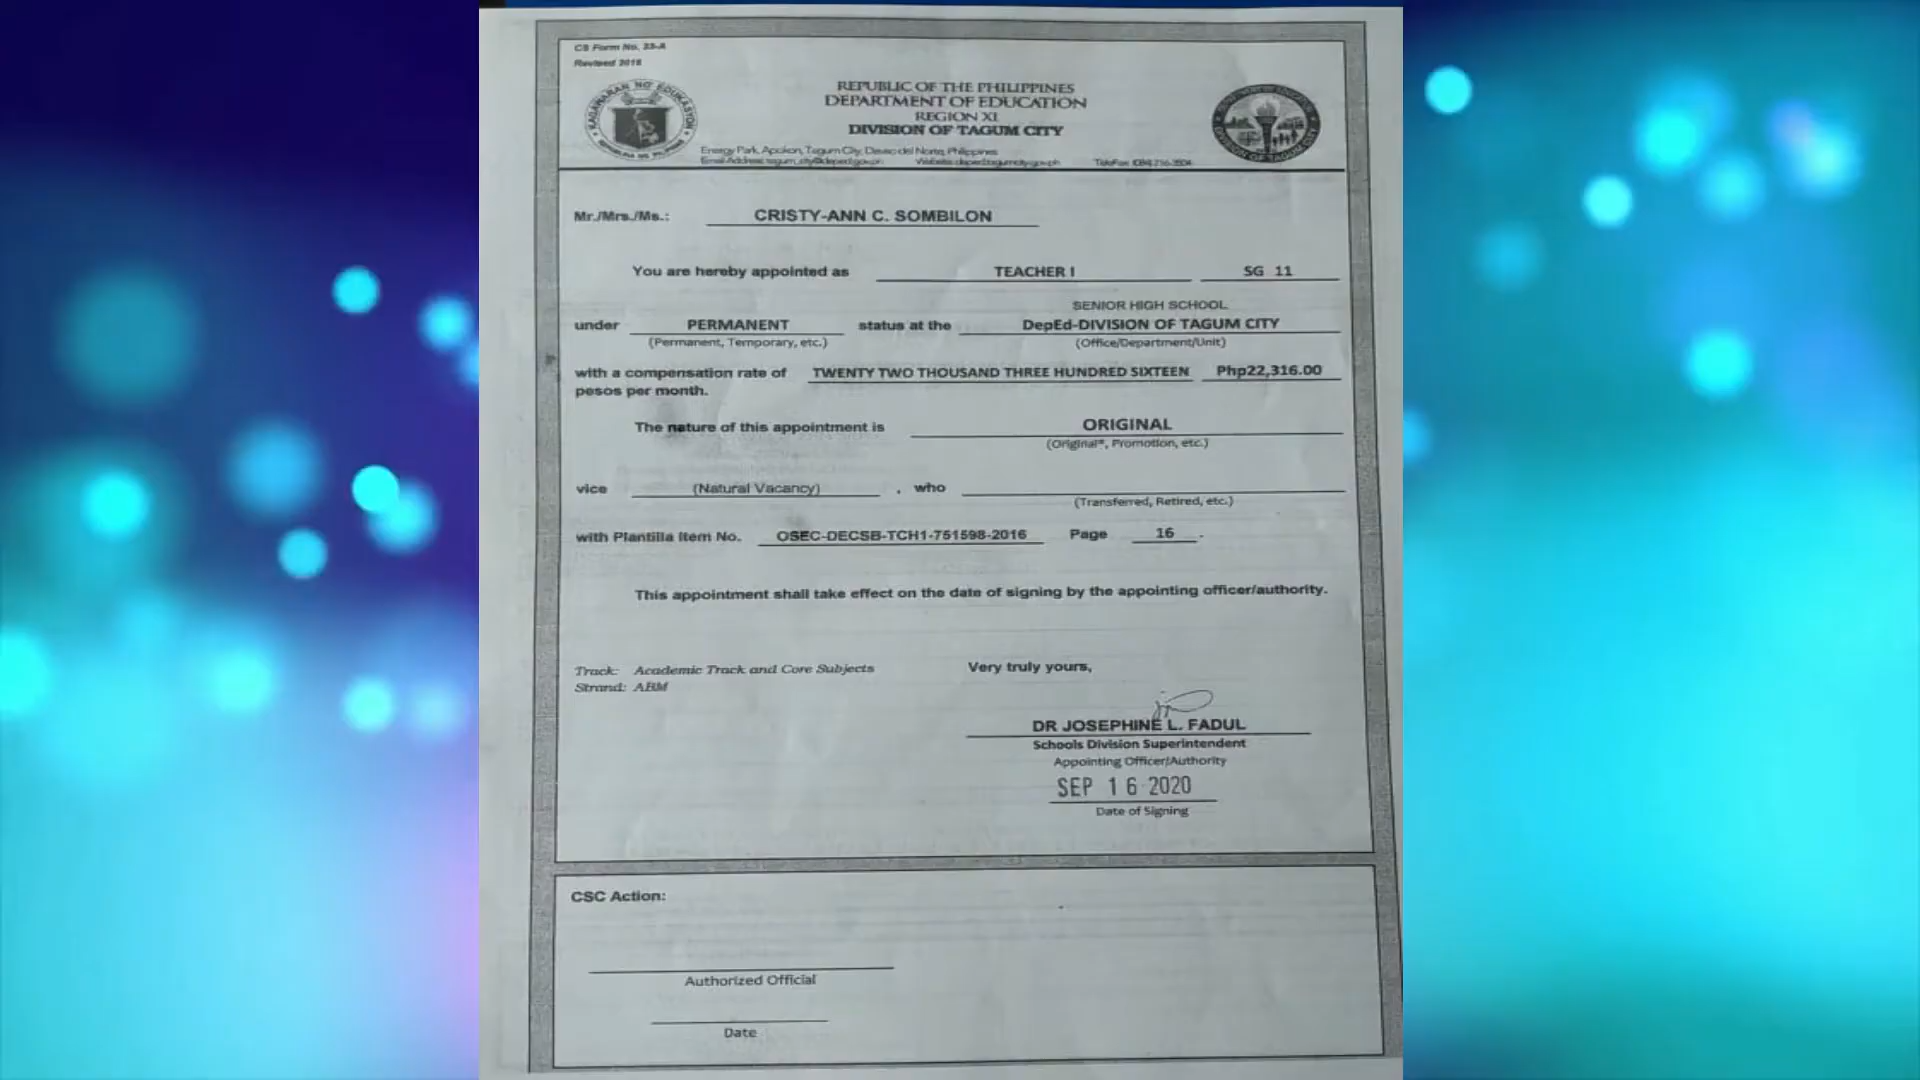 CS Form No. 33-A
Revised 2018
KAGAWARAN NG EDUKASYON
REPUBLIC OF THE PHILIPPINES
DEPARTMENT OF EDUCATION
REGION XI
DIVISION OF TAGUM CITY
Energy Park, Apokon, Tagum City, Davao del Norte, Philippines
Email Address: tagum_city@deped.gov.ph Website: deped.tagumcity.gov.ph TeleFax:
Mr./Mrs./Ms.: CRISTY-ANN C. SOMBILON
You are hereby appointed as TEACHER I SG 11
SENIOR HIGH SCHOOL
under PERMANENT status at the DepEd-DIVISION OF TAGUM CITY
(Permanent, Temporary, etc.) (Office/Department/Unit)
with a compensation rate of TWENTY TWO THOUSAND THREE HUNDRED SIXTEEN Php22,316.00
pesos per month.
The nature of this appointment is ORIGINAL
(Original*, Promotion, etc.)
vice (Natural Vacancy) , who
(Transferred, Retired, etc.)
with Plantilla Item No. OSEC-DECSB-TCH1-751598-2016 Page 16 .
This appointment shall take effect on the date of signing by the appointing officer/authority.
Track: Academic Track and Core Subjects
Strand: ABM
Very truly yours,
DR JOSEPHINE L. FADUL
Schools Division Superintendent
Appointing Officer/Authority
SEP 16 2020
Date of Signing
CSC Action:
Authorized Official
Date